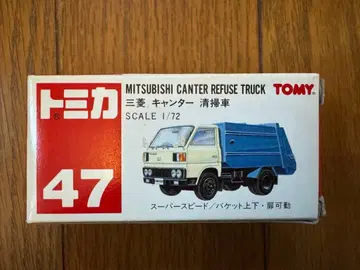 トミカ
47
MITSUBISHI CANTER REFUSE TRUCK
TOMY
三菱 キャンター 清掃車
SCALE 1/72
スーパースピード/バケット上下・扉可動